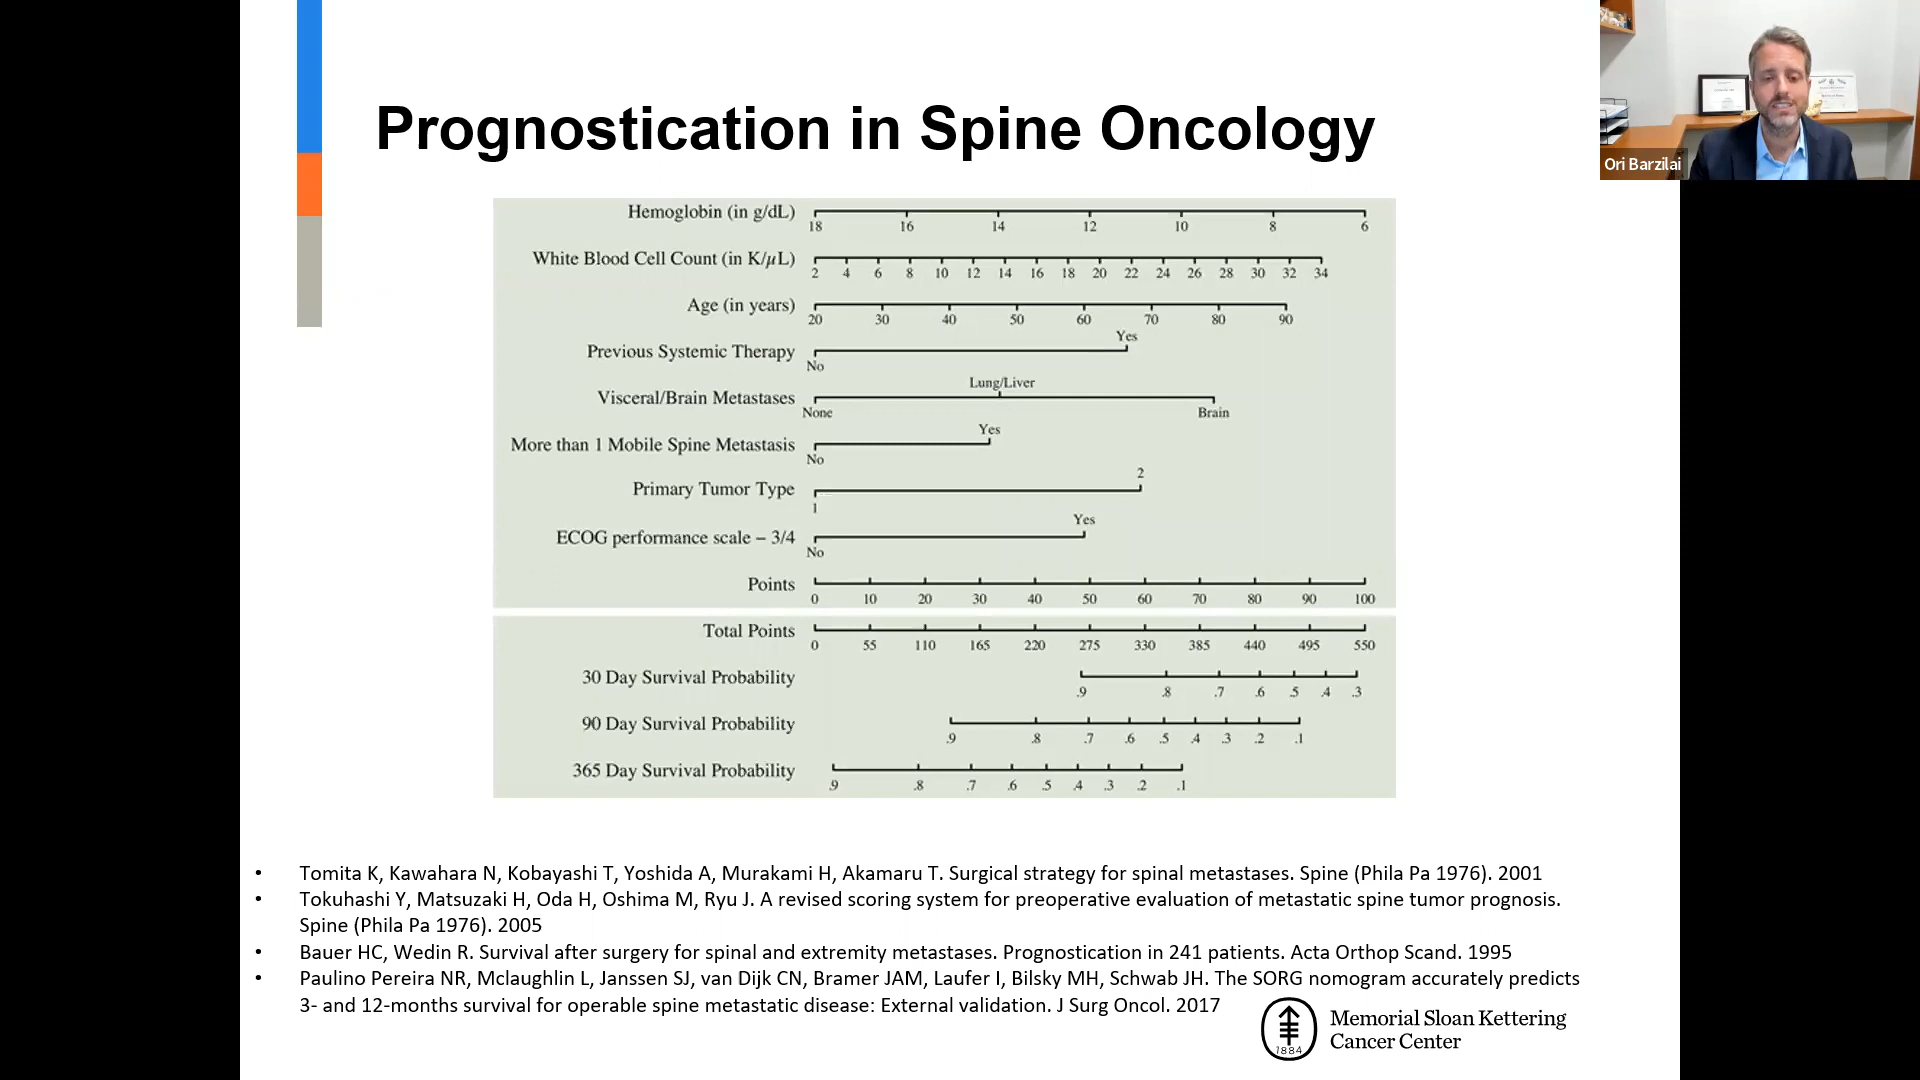 Prognostication in Spine Oncology
Ori Barzilai
Hemoglobin (in g/dL)
18 16 14 12 10 8 6
White Blood Cell Count (in K/µL)
2 4 6 8 10 12 14 16 18 20 22 24 26 28 30 32 34
Age (in years)
20 30 40 50 60 70 80 90
Yes
Previous Systemic Therapy
No
Lung/Liver
Visceral/Brain Metastases
None Brain
Yes
More than 1 Mobile Spine Metastasis
No
2
Primary Tumor Type
1
Yes
ECOG performance scale – 3/4
No
Points
0 10 20 30 40 50 60 70 80 90 100
Total Points
0 55 110 165 220 275 330 385 440 495 550
30 Day Survival Probability
.9 .8 .7 .6 .5 .4 .3
90 Day Survival Probability
.9 .8 .7 .6 .5 .4 .3 .2 .1
365 Day Survival Probability
.9 .8 .7 .6 .5 .4 .3 .2 .1
• Tomita K, Kawahara N, Kobayashi T, Yoshida A, Murakami H, Akamaru T. Surgical strategy for spinal metastases. Spine (Phila Pa 1976). 2001
• Tokuhashi Y, Matsuzaki H, Oda H, Oshima M, Ryu J. A revised scoring system for preoperative evaluation of metastatic spine tumor prognosis.
Spine (Phila Pa 1976). 2005
• Bauer HC, Wedin R. Survival after surgery for spinal and extremity metastases. Prognostication in 241 patients. Acta Orthop Scand. 1995
• Paulino Pereira NR, Mclaughlin L, Janssen SJ, van Dijk CN, Bramer JAM, Laufer I, Bilsky MH, Schwab JH. The SORG nomogram accurately predicts
3- and 12-months survival for operable spine metastatic disease: External validation. J Surg Oncol. 2017
1884
Memorial Sloan Kettering
Cancer Center